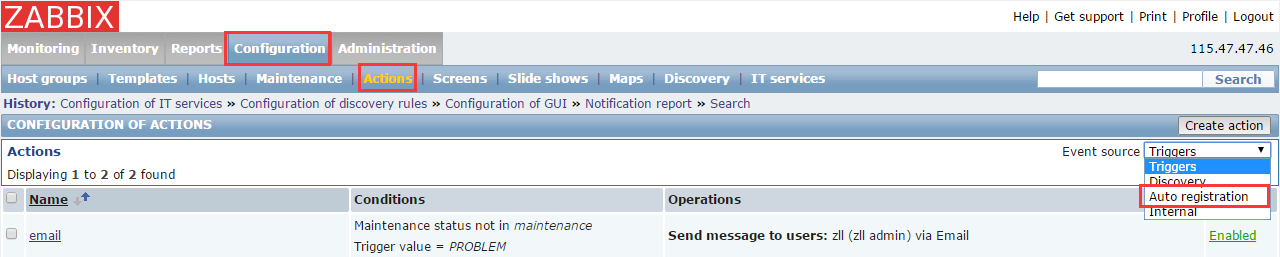 ZABBIX
Help | Get support | Print | Profile | Logout
Monitoring Inventory Reports Configuration Administration
115.47.47.46
Host groups | Templates | Hosts | Maintenance | Actions | Screens | Slide shows | Maps | Discovery | IT services
Search
History: Configuration of IT services » Configuration of discovery rules » Configuration of GUI » Notification report » Search
CONFIGURATION OF ACTIONS
Create action
Actions
Event source Triggers
Displaying 1 to 2 of 2 found
Triggers
Discovery
Auto registration
Internal
Name Conditions Operations
email
Maintenance status not in maintenance
Trigger value = PROBLEM
Send message to users: zll (zll admin) via Email
Enabled